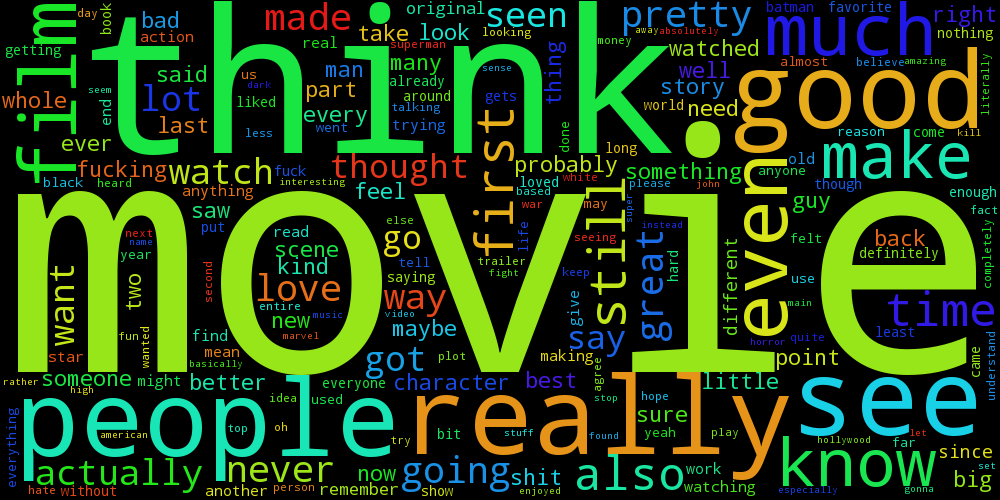 day
book
bad
action
getting
film
think
made
real
take
superman
original
look
looking
seen
pretty
money
away
absolutely
watched
much
batman
favorite
right
nothing
whole
said
us
dark
liked
less
man
part
every
went
many
already
around
talking
trying
gets
sense
thing
well
story
need
world
almost
believe
amazing
good
literally
seem
end
lot
last
ever
fucking
watch
fuck
interesting
thought
feel
first
done
probably
long
something
reason
come
kill
make
old
anyone
though
enough
fact
black
heard
anything
saw
put
loved
based
white
war
may
please
john
super
still
even
guy
felt
back
definitely
completely
movie
next
name
year
two
want
read
scene
kind
love
entire
new
music
marvel
second
else
go
tell
saying
way
video
maybe
trailer
fight
life
seeing
keep
give
say
great
instead
hard
different
use
main
time
quite
least
horror
point
came
understand
star
fun
wanted
find
mean
basically
got
plot
making
agree
rather
high
someone
might
better
everyone
idea
used
character
best
stop
little
hope
see
everything
people
american
top
oh
try
bit
yeah
really
stuff
found
sure
play
know
hollywood
far
let
since
actually
never
now
going
shit
also
work
watching
especially
gonna
set
big
hate
without
another
person
remember
show
enjoyed